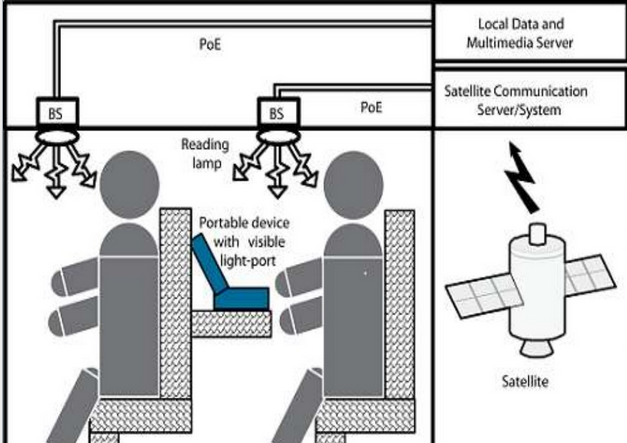 Local Data and
Multimedia Server
PoE
Satellite Communication
Server/System
BS
BS
PoE
Reading
lamp
Portable device
with visible
light-port
Satellite